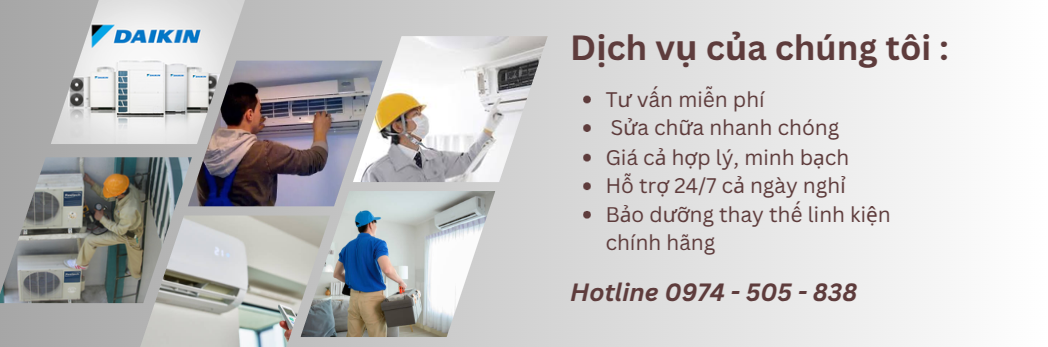 DAIKIN
Dịch vụ của chúng tôi :
Tư vấn miễn phí
Sửa chữa nhanh chóng
Giá cả hợp lý, minh bạch
Hỗ trợ 24/7 cả ngày nghỉ
Bảo dưỡng thay thế linh kiện
chính hãng
Hotline 0974 - 505 - 838